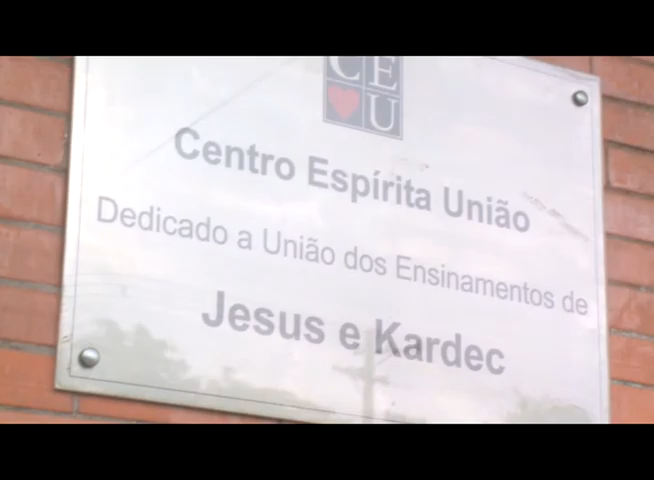 CE
U
Centro Espírita União
Dedicado a União dos Ensinamentos de
Jesus e Kardec